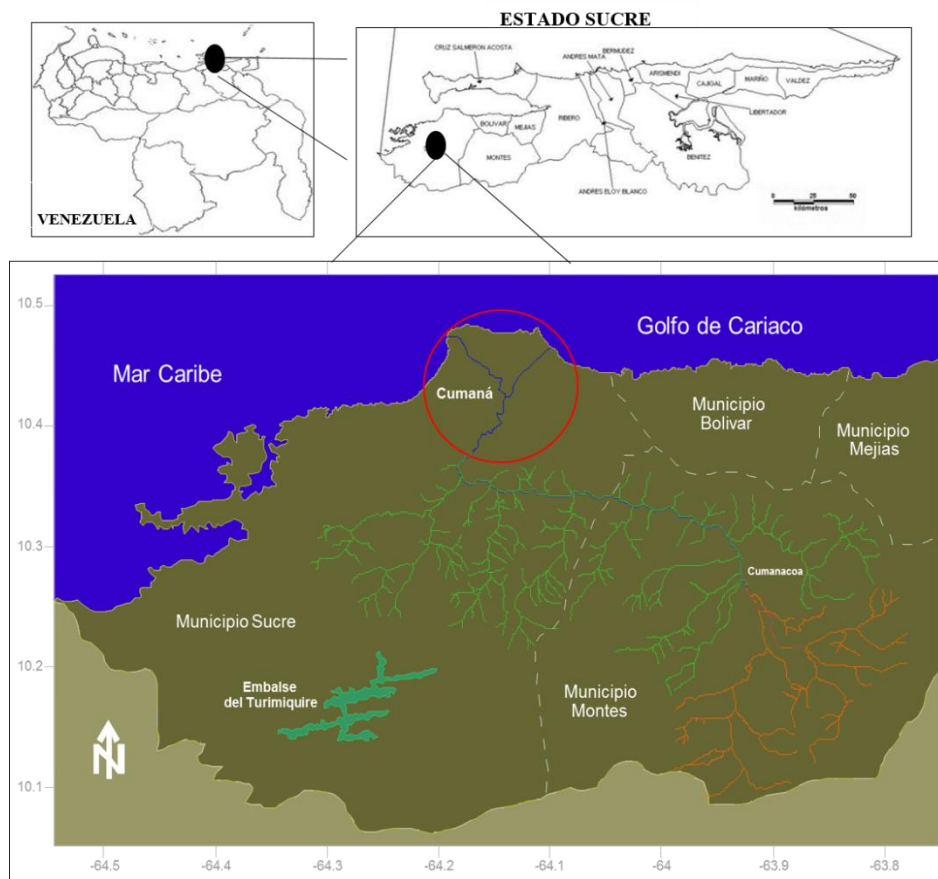 ESTADO SUCRE
VENEZUELA
CRUZ SALMERON ACOSTA
ANDRES MATA
BERMUDEZ
ARISMENDI
CAJIGAL
MARIÑO
VALDEZ
LIBERTADOR
BOLIVAR
MEJIAS
RIBERO
MONTES
BENITEZ
ANDRES ELOY BLANCO
0 25 50
kilómetros
10.5
10.4
10.3
10.2
10.1
Mar Caribe
Golfo de Cariaco
Cumaná
Municipio
Bolivar
Municipio
Mejías
Cumanacoa
Municipio Sucre
Embalse
del Turimiquire
Municipio
Montes
N
-64.5
-64.4
-64.3
-64.2
-64.1
-64
-63.9
-63.8